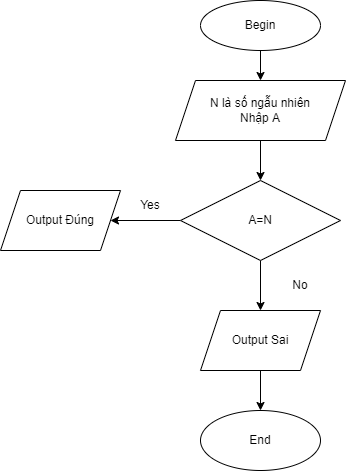 Begin
N là số ngẫu nhiên
Nhập A
A=N
Yes
Output Đúng
No
Output Sai
End